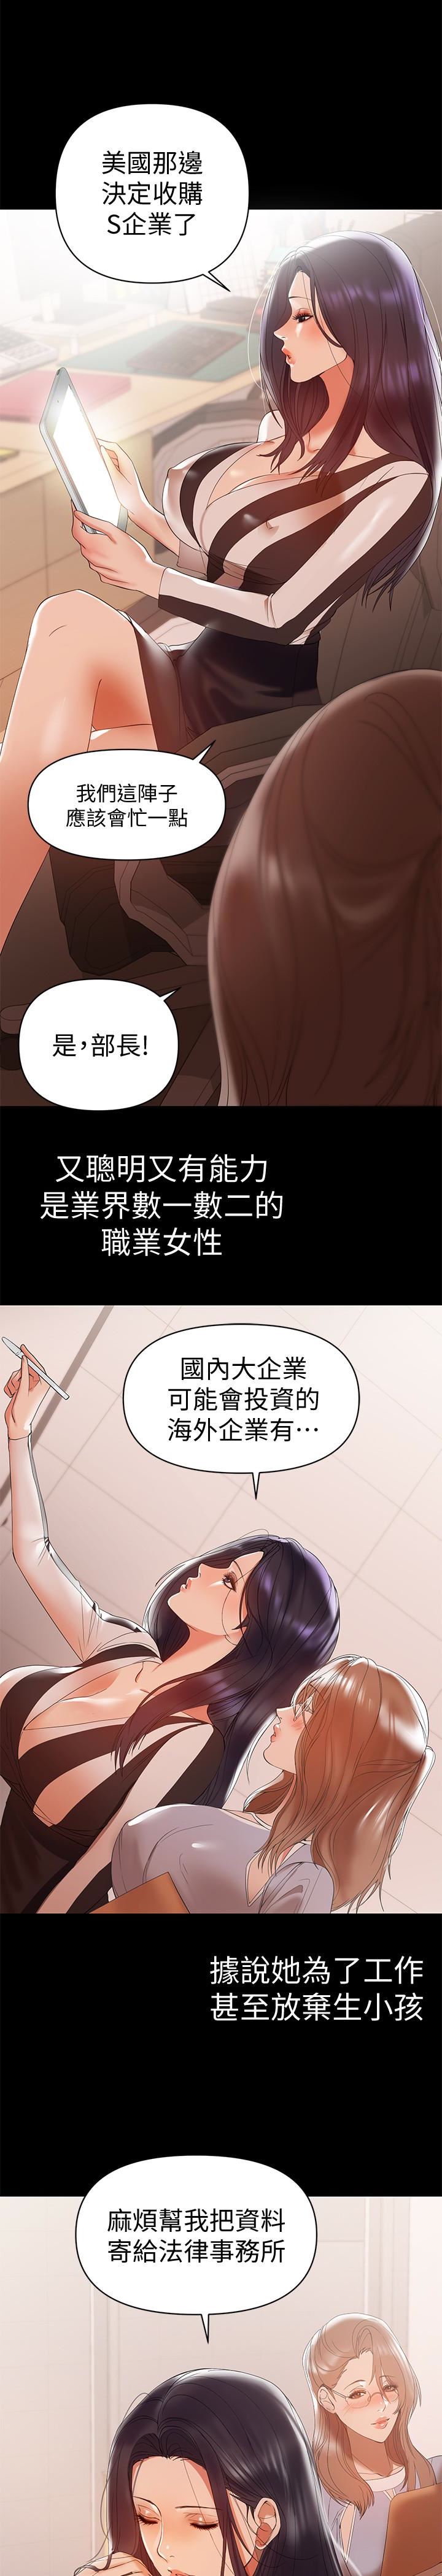 美國那邊
決定收購
S企業了
我們這陣子
應該會忙一點
是，部長!
又聰明又有能力
是業界數一數二的
職業女性
國內大企業
可能會投資的
海外企業有…
據說她為了工作
甚至放棄生小孩
麻煩幫我把資料
寄給法律事務所